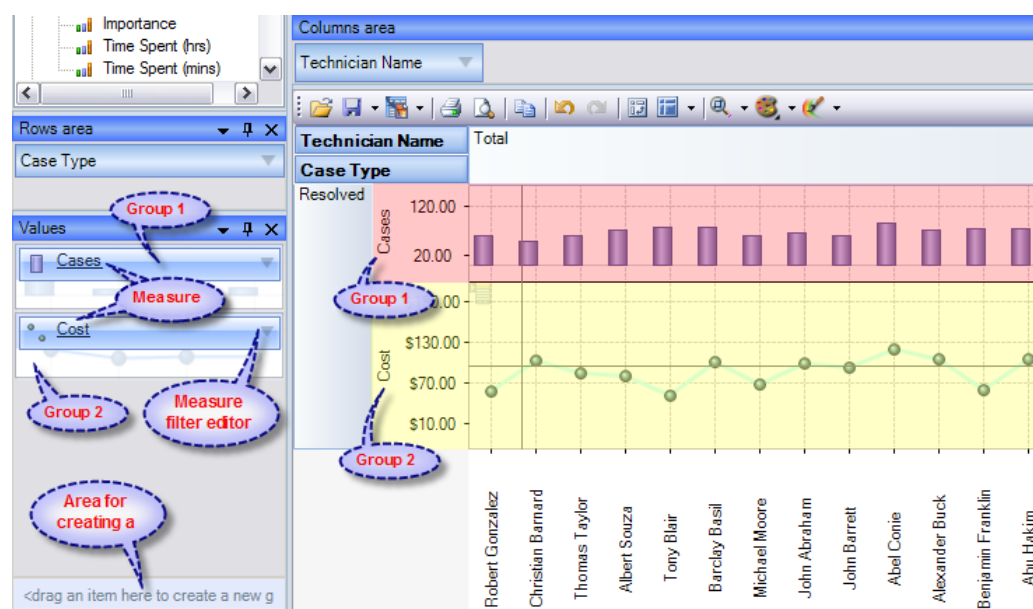 Importance
Time Spent (hrs)
Time Spent (mins)
Rows area
Case Type
Group 1
Values
Cases
Measure
Cost
Group 2
Measure
filter editor
Area for
creating a
<drag an item here to create a new g
Columns area
Technician Name
Technician Name
Total
Case Type
Resolved
Cases
120.00
20.00
Group 1
0.00
Cost
$130.00
$70.00
$10.00
Group 2
Robert Gonzalez
Christian Barnard
Thomas Taylor
Albert Souza
Tony Blair
Barclay Basil
Michael Moore
John Abraham
John Barrett
Abel Conie
Alexander Buck
Benjamin Franklin
Abu Hakim